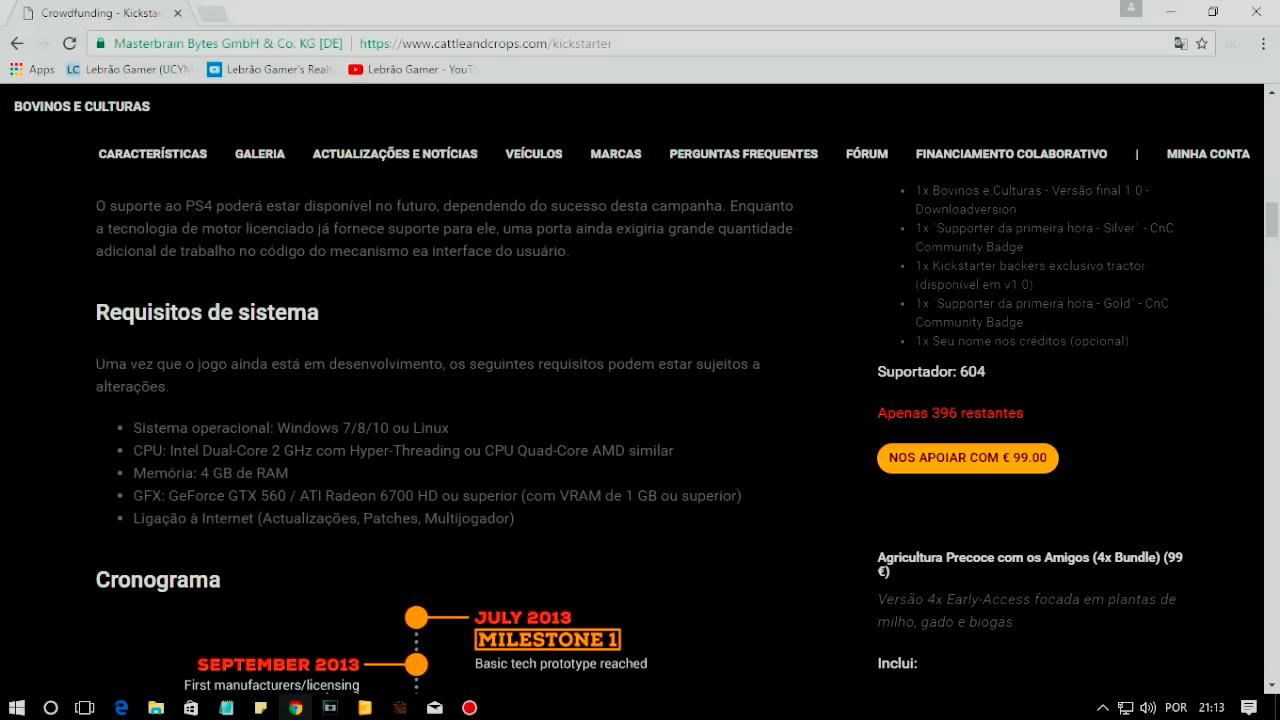 Crowdfunding - Kicksta
Masterbrain Bytes GmbH & Co. KG [DE]
https://www.cattleandcrops.com/kickstarter
Apps
Lebrão Gamer (UCYM
Lebrão Gamer's Real
Lebrão Gamer - YouT
BOVINOS E CULTURAS
CARACTERÍSTICAS GALERIA ACTUALIZAÇÕES E NOTÍCIAS VEÍCULOS MARCAS PERGUNTAS FREQUENTES FÓRUM FINANCIAMENTO COLABORATIVO | MINHA CONTA
O suporte ao PS4 poderá estar disponível no futuro, dependendo do sucesso desta campanha. Enquanto
a tecnologia de motor licenciado já fornece suporte para ele, uma porta ainda exigiria grande quantidade
adicional de trabalho no código do mecanismo ea interface do usuário.
Requisitos de sistema
Uma vez que o jogo ainda está em desenvolvimento, os seguintes requisitos podem estar sujeitos a
alterações.
• Sistema operacional: Windows 7/8/10 ou Linux
• CPU: Intel Dual-Core 2 GHz com Hyper-Threading ou CPU Quad-Core AMD similar
• Memória: 4 GB de RAM
• GFX: GeForce GTX 560 / ATI Radeon 6700 HD ou superior (com VRAM de 1 GB ou superior)
• Ligação à Internet (Actualizações, Patches, Multijogador)
Cronograma
JULY 2013
MILESTONE 1
Basic tech prototype reached
SEPTEMBER 2013
First manufacturers/licensing
• 1x Bovinos e Culturas - Versão final 1.0 -
Downloadversion
• 1x "Supporter da primeira hora - Silver" - CnC
Community Badge
• 1x Kickstarter backers exclusivo tractor
(disponível em v1.0)
• 1x "Supporter da primeira hora - Gold" - CnC
Community Badge
• 1x Seu nome nos créditos (opcional)
Suportador: 604
Apenas 396 restantes
NOS APOIAR COM € 99.00
Agricultura Precoce com os Amigos (4x Bundle) (99
€)
Versão 4x Early-Access focada em plantas de
milho, gado e biogas
Inclui:
POR 21:13